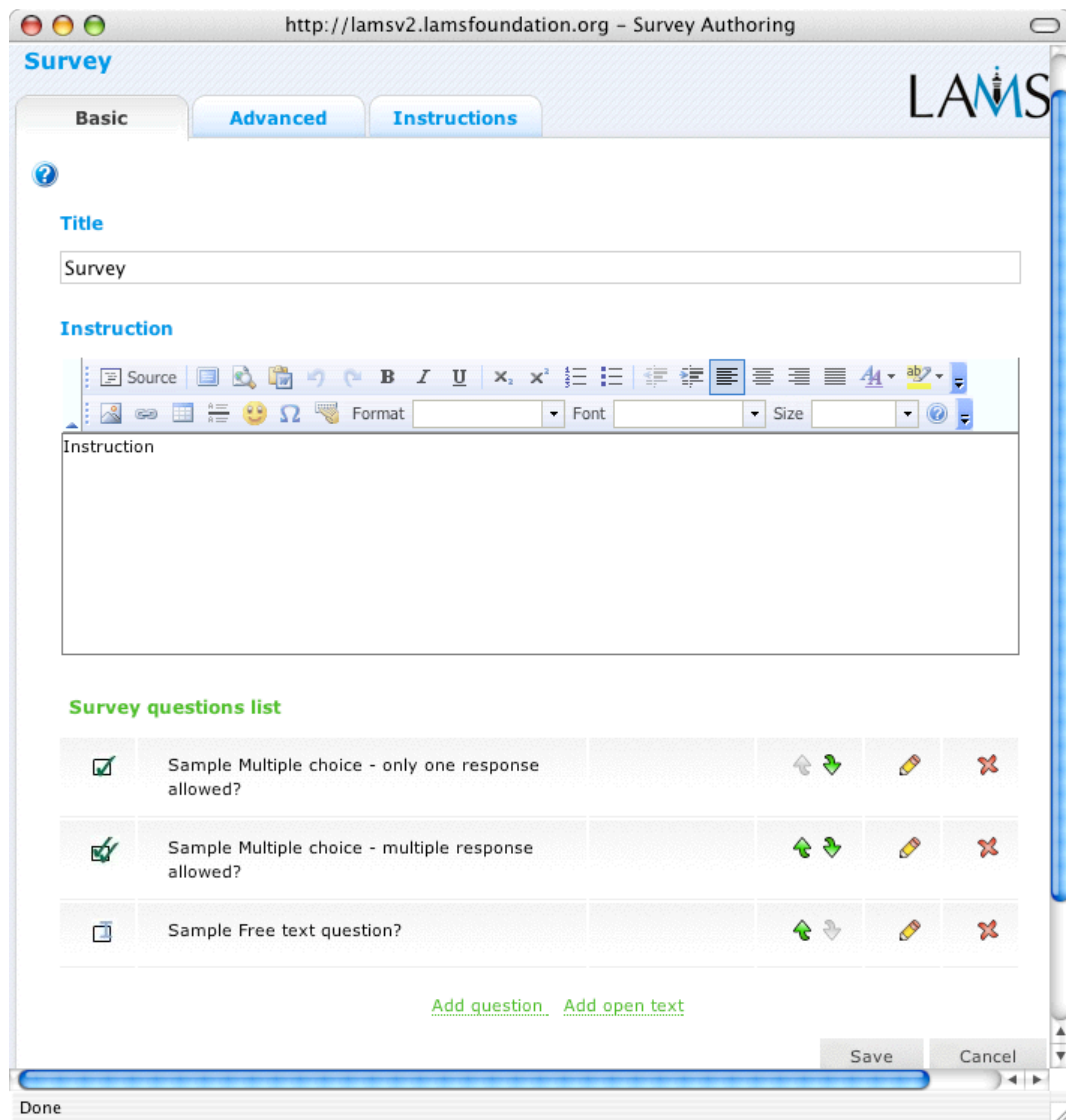 http://lamsv2.lamsfoundation.org – Survey Authoring
Survey
LAMS
Basic Advanced Instructions
Title
Survey
Instruction
Source B I U x₂ x²
Format Font Size
Instruction
Survey questions list
Sample Multiple choice - only one response
allowed?
Sample Multiple choice - multiple response
allowed?
Sample Free text question?
Add question Add open text
Save Cancel
Done